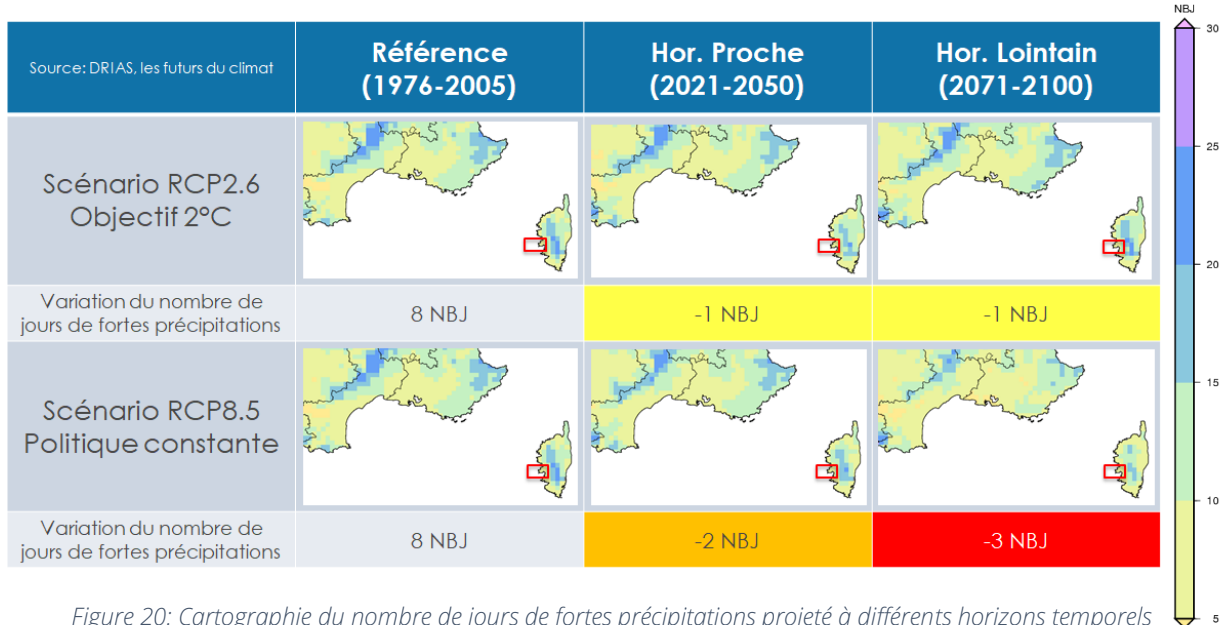 NBJ
Source: DRIAS, les futurs du climat
Référence
(1976-2005)
Hor. Proche
(2021-2050)
Hor. Lointain
(2071-2100)
Scénario RCP2.6
Objectif 2°C
Variation du nombre de
jours de fortes précipitations
8 NBJ
-1 NBJ
-1 NBJ
Scénario RCP8.5
Politique constante
Variation du nombre de
jours de fortes précipitations
8 NBJ
-2 NBJ
-3 NBJ
30
25
20
15
10
5
Figure 20: Cartographie du nombre de jours de fortes précipitations projeté à différents horizons temporels